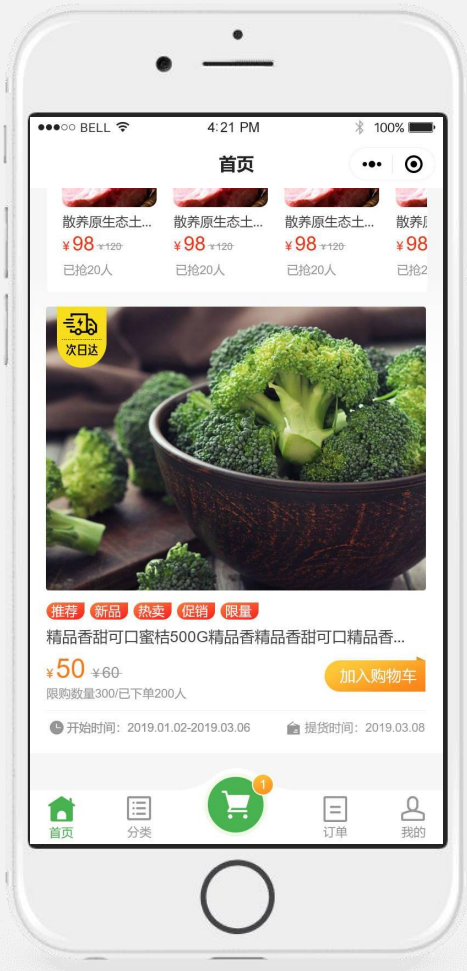 ●●●○○ BELL 4:21 PM 100%
首页
散养原生态土... 散养原生态土... 散养原生态土... 散养
¥98 ¥120 ¥98 ¥120 ¥98 ¥120 ¥98
已抢20人 已抢20人 已抢20人 已抢2
次日达
推荐 新品 热卖 促销 限量
精品香甜可口蜜桔500G精品香精品香甜可口精品香...
¥50 ¥60 加入购物车
限购数量300/已下单200人
开始时间：2019.01.02-2019.03.06 提货时间：2019.03.08
1
首页 分类 订单 我的